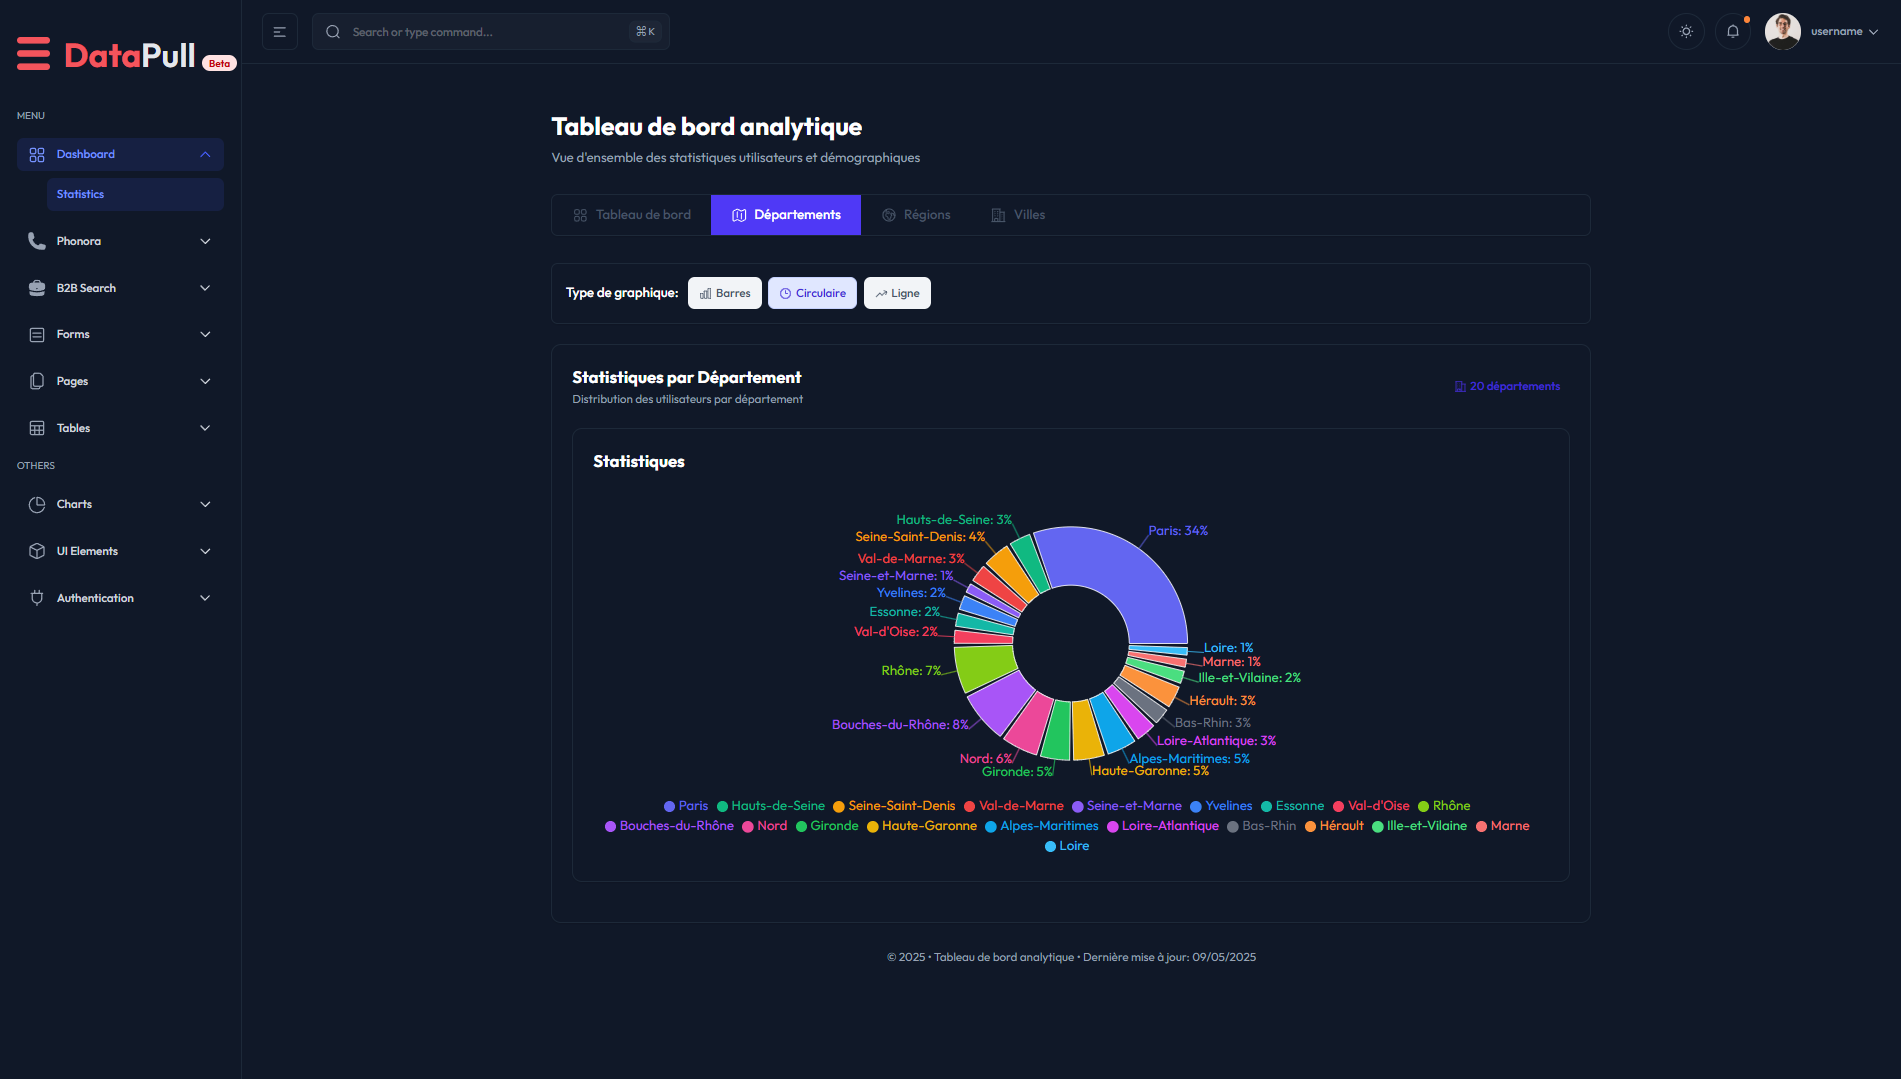 DataPull Beta
Search or type command...
⌘K
username
MENU
Dashboard
Statistics
Phonora
B2B Search
Forms
Pages
Tables
OTHERS
Charts
UI Elements
Authentication
Tableau de bord analytique
Vue d'ensemble des statistiques utilisateurs et démographiques
Tableau de bord Départements Régions Villes
Type de graphique: Barres Circulaire Ligne
Statistiques par Département
Distribution des utilisateurs par département
20 départements
Statistiques
Hauts-de-Seine: 3%
Paris: 34%
Seine-Saint-Denis: 4%
Val-de-Marne: 3%
Seine-et-Marne: 1%
Yvelines: 2%
Essonne: 2%
Val-d'Oise: 2%
Loire: 1%
Marne: 1%
Rhône: 7%
Ille-et-Vilaine: 2%
Hérault: 3%
Bouches-du-Rhône: 8%
Bas-Rhin: 3%
Loire-Atlantique: 3%
Nord: 6%
Alpes-Maritimes: 5%
Gironde: 5%
Haute-Garonne: 5%
Paris Hauts-de-Seine Seine-Saint-Denis Val-de-Marne Seine-et-Marne Yvelines Essonne Val-d'Oise Rhône
Bouches-du-Rhône Nord Gironde Haute-Garonne Alpes-Maritimes Loire-Atlantique Bas-Rhin Hérault Ille-et-Vilaine Marne
Loire
© 2025 • Tableau de bord analytique • Dernière mise à jour: 09/05/2025